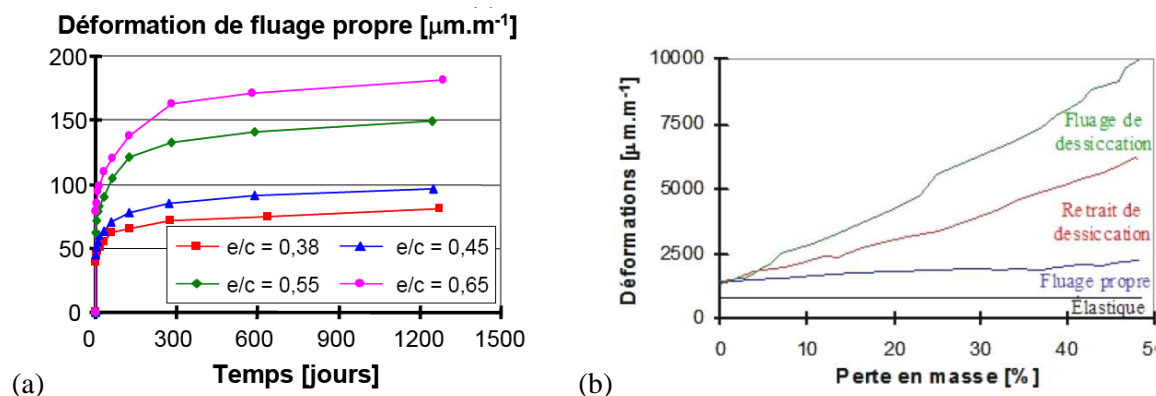 Déformation de fluage propre [μm.m-1]
200
150
100
50
0
e/c = 0,38
e/c = 0,45
e/c = 0,55
e/c = 0,65
0 300 600 900 1200 1500
Temps [jours]
(a)
10000
7500
5000
2500
0
Déformations [μm.m-1]
Fluage de
dessiccation
Retrait de
dessiccation
Fluage propre
Élastique
0 10 20 30 40 50
Perte en masse [%]
(b)